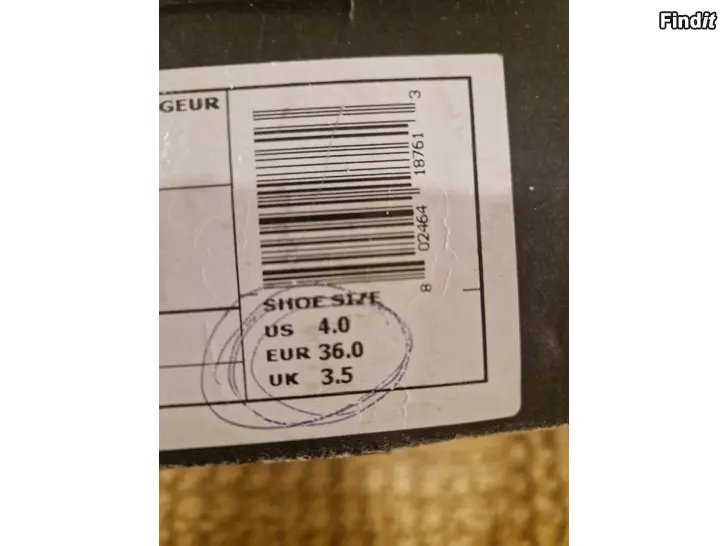 Findit
GEUR
8 02464 18761 3
SHOE SIZE
US 4.0
EUR 36.0
UK 3.5